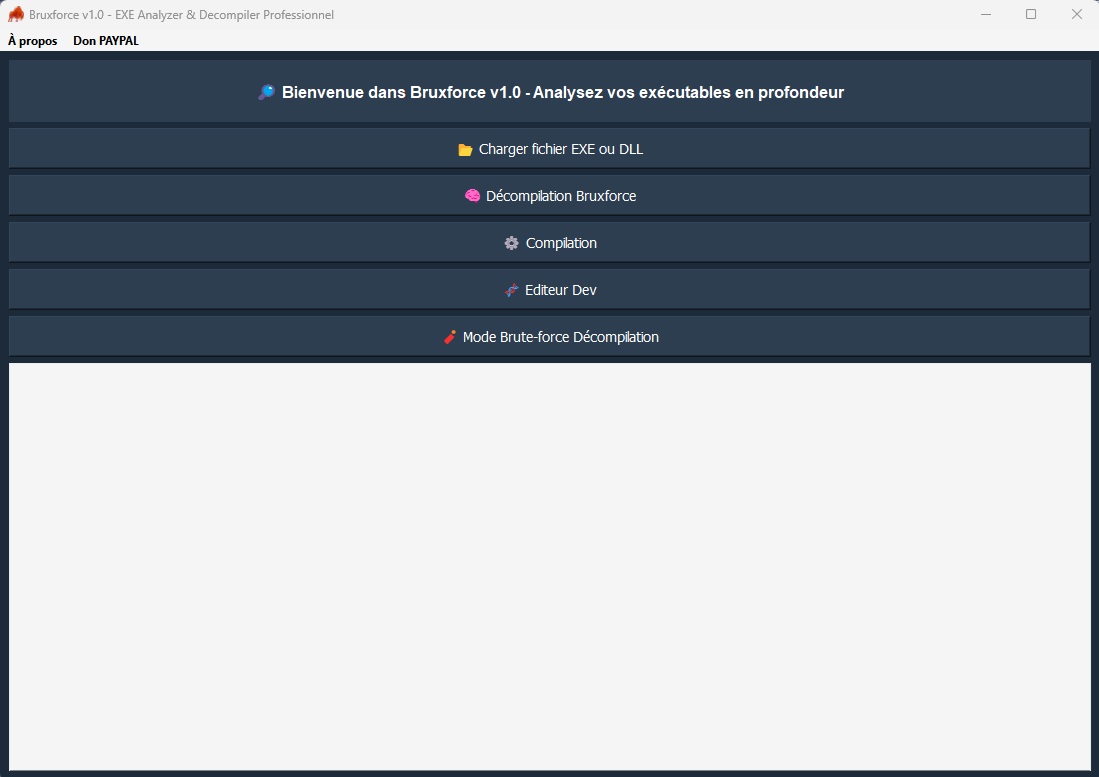 Bruxforce v1.0 - EXE Analyzer & Decompiler Professionnel
À propos Don PAYPAL
Bienvenue dans Bruxforce v1.0 - Analysez vos exécutables en profondeur
Charger fichier EXE ou DLL
Décompilation Bruxforce
Compilation
Editeur Dev
Mode Brute-force Décompilation